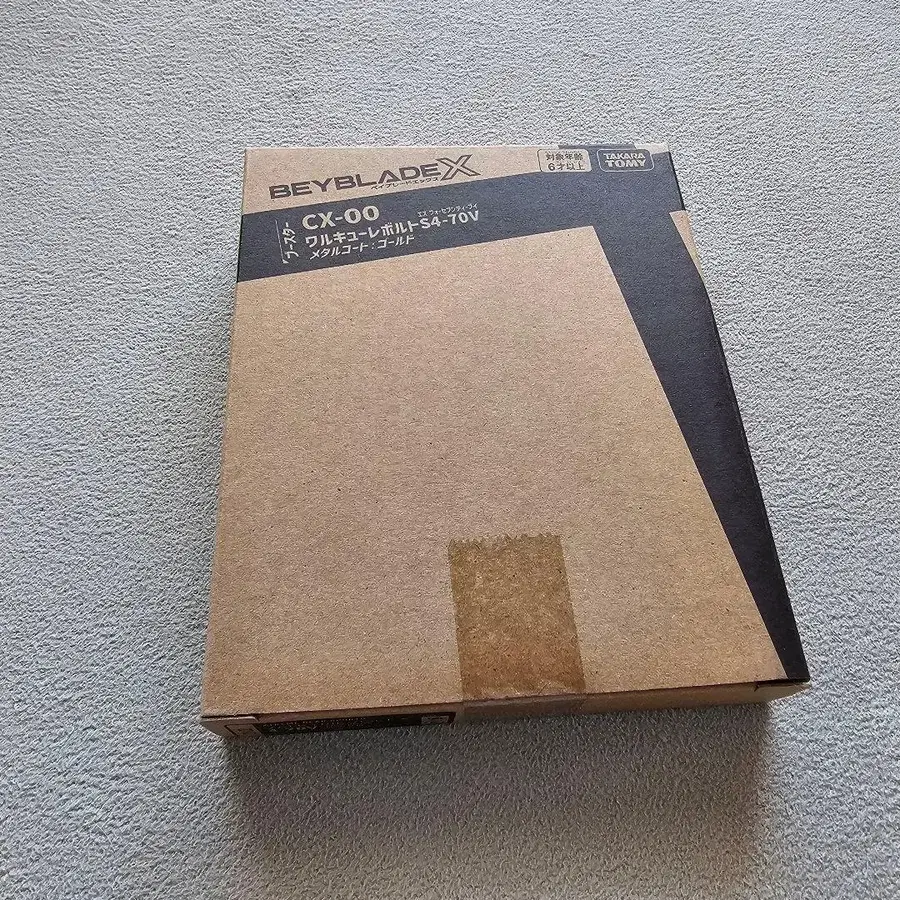 BEYBLADE X
ベイブレードエックス
対象年齢
6才以上
TAKARA
TOMY
ブースター
CX-00
エス フォーセブンティ・ブイ
ワルキューレボルトS4-70V
メタルコート：ゴールド